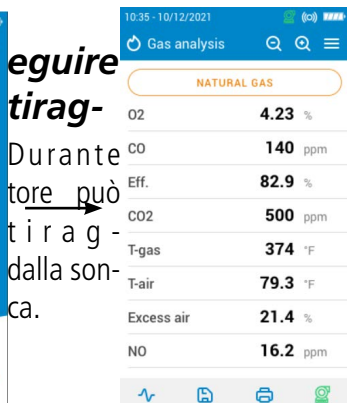 eguire
tirag-
Durante
tore può
tirag-
dalla son-
ca.
10:35 - 10/12/2021
Gas analysis
NATURAL GAS
O2 4.23 %
CO 140 ppm
Eff. 82.9 %
CO2 500 ppm
T-gas 374 °F
T-air 79.3 °F
Excess air 21.4 %
NO 16.2 ppm